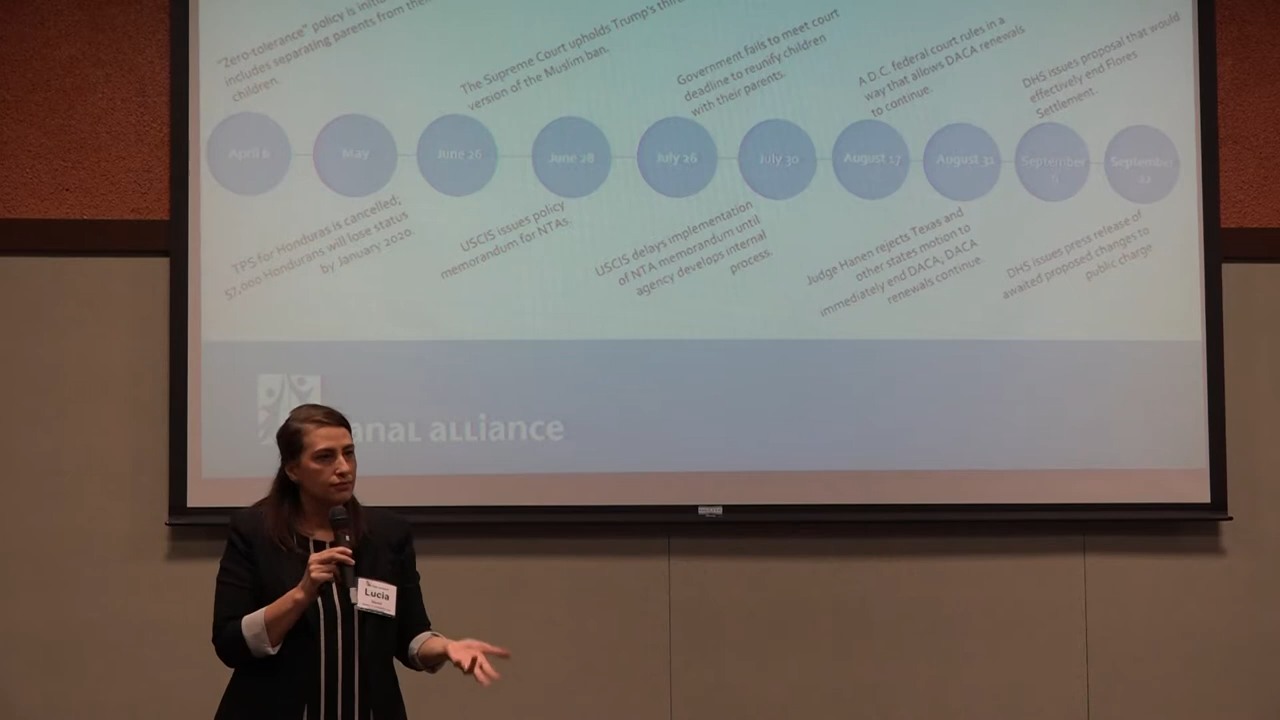 "Zero-tolerance" policy is
includes separating parents from
children.
The Supreme Court upholds Trump's
version of the Muslim ban.
Government fails to meet court
deadline to reunify children
with their parents.
A D.C. federal court rules in a
way that allows DACA renewals
to continue.
DHS issues proposal that would
effectively end Flores
Settlement.
April 6
May
June 26
June 28
July 26
July 30
August 17
August 31
September
September
TPS for Honduras is cancelled;
57,000 Hondurans will lose status
by January 2020.
USCIS issues policy
memorandum for NTAs.
USCIS delays implementation
of NTA memorandum until
agency develops internal
process.
Judge Hanen rejects Texas and
other states motion to
immediately end DACA, DACA
renewals continue.
DHS issues press release of
awaited proposed changes to
public charge
alliance
Lucia